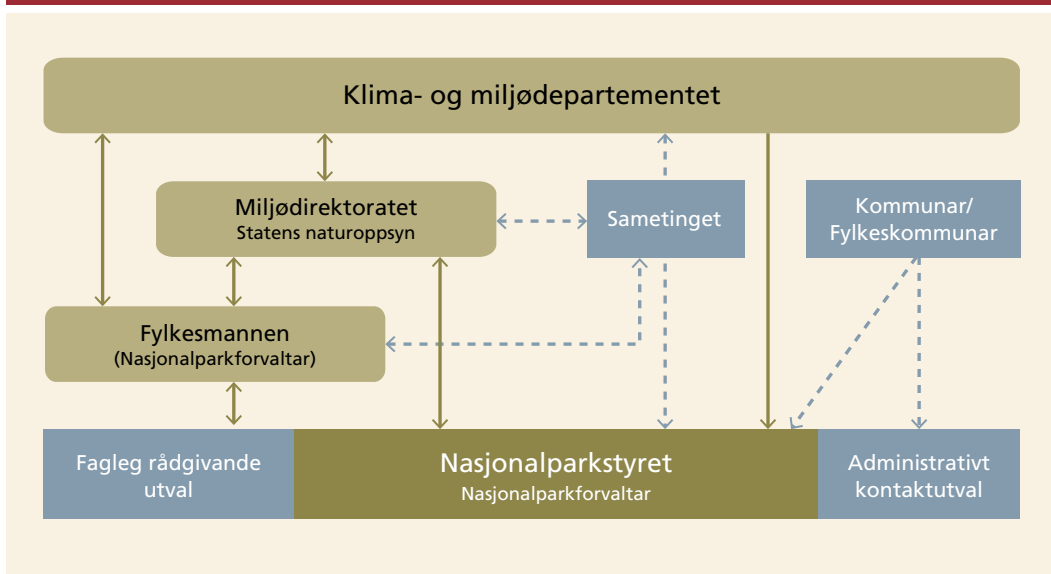 Klima- og miljødepartementet
Miljødirektoratet
Statens naturoppsyn
Sametinget
Kommunar/
Fylkeskommunar
Fylkesmannen
(Nasjonalparkforvaltar)
Fagleg rådgivande
utval
Nasjonalparkstyret
Nasjonalparkforvaltar
Administrativt
kontaktutval